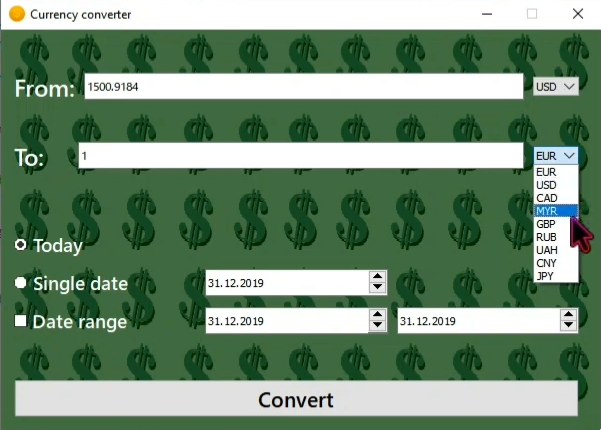 Currency converter
From: 1500.9184 USD
To: 1 EUR
EUR
USD
CAD
MYR
GBP
RUB
UAH
CNY
JPY
Today
Single date 31.12.2019
Date range 31.12.2019 31.12.2019
Convert